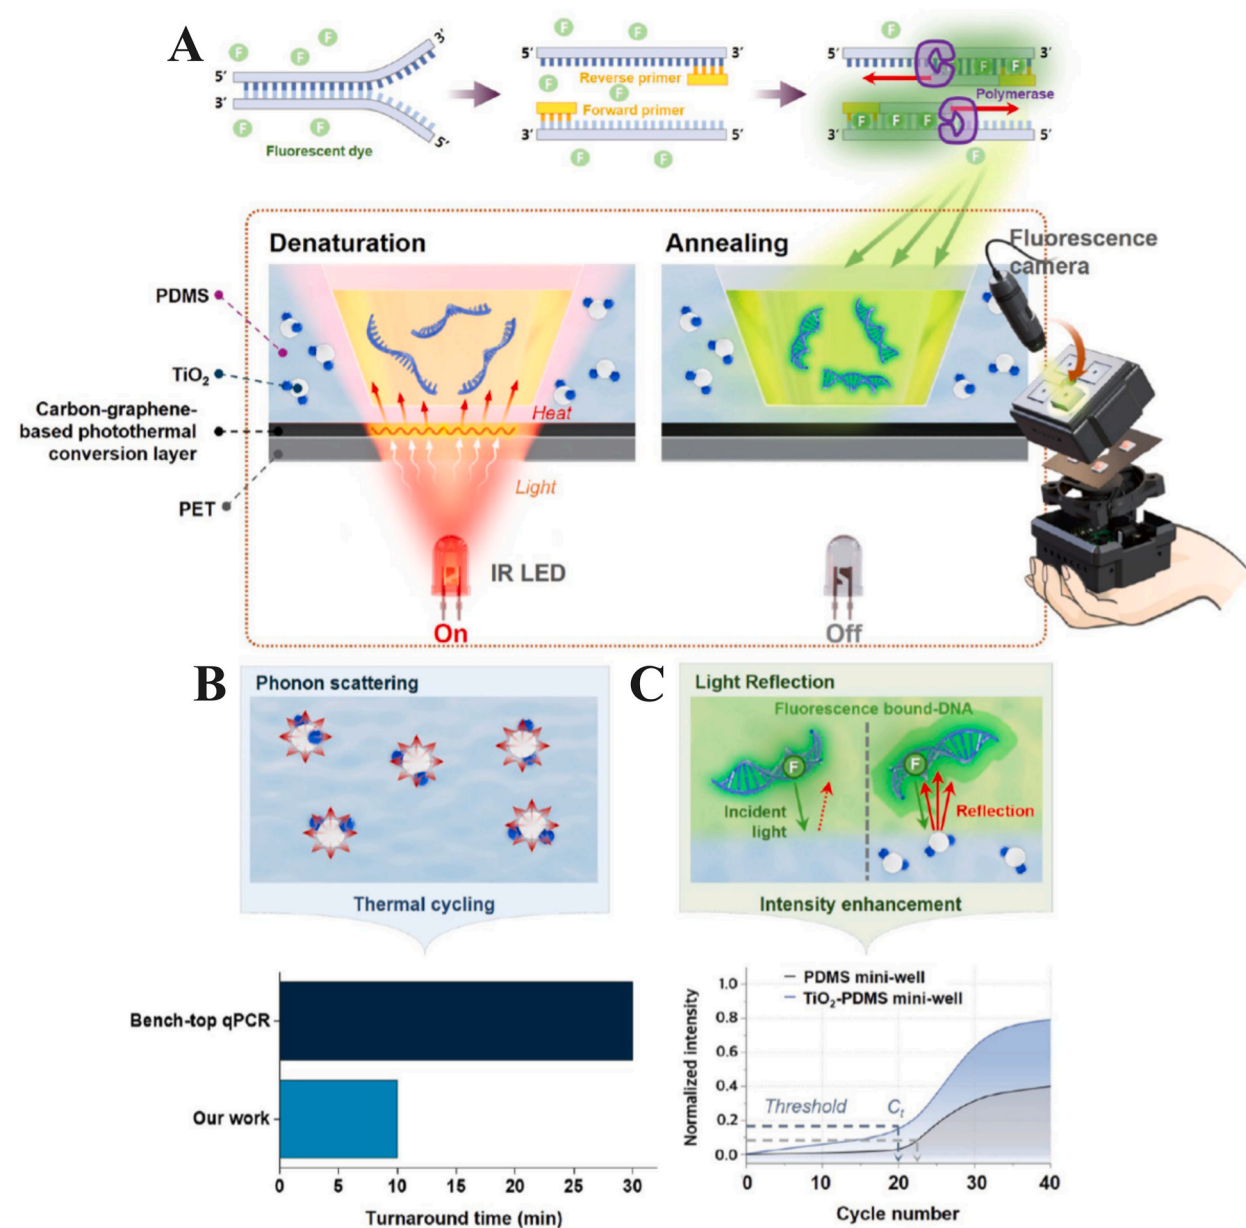 A
F
F
F
F
F
5′
3′
3′
5′
Fluorescent dye
F
F
F
F
F
F
5′
3′
Reverse primer
Forward primer
3′
5′
F
F
F
F
F
F
F
5′
3′
Polymerase
3′
5′
Denaturation
Annealing
Fluorescence
camera
PDMS
TiO₂
Carbon-graphene-
based photothermal
conversion layer
PET
Heat
Light
IR LED
On
Off
B
Phonon scattering
Thermal cycling
Bench-top qPCR
Our work
0 5 10 15 20 25 30
Turnaround time (min)
C
Light Reflection
Fluorescence bound-DNA
F
F
Incident
light
Reflection
Intensity enhancement
PDMS mini-well
TiO₂-PDMS mini-well
Normalized intensity
1.0
0.8
0.6
0.4
0.2
0.0
Threshold
Cₜ
0 10 20 30 40
Cycle number